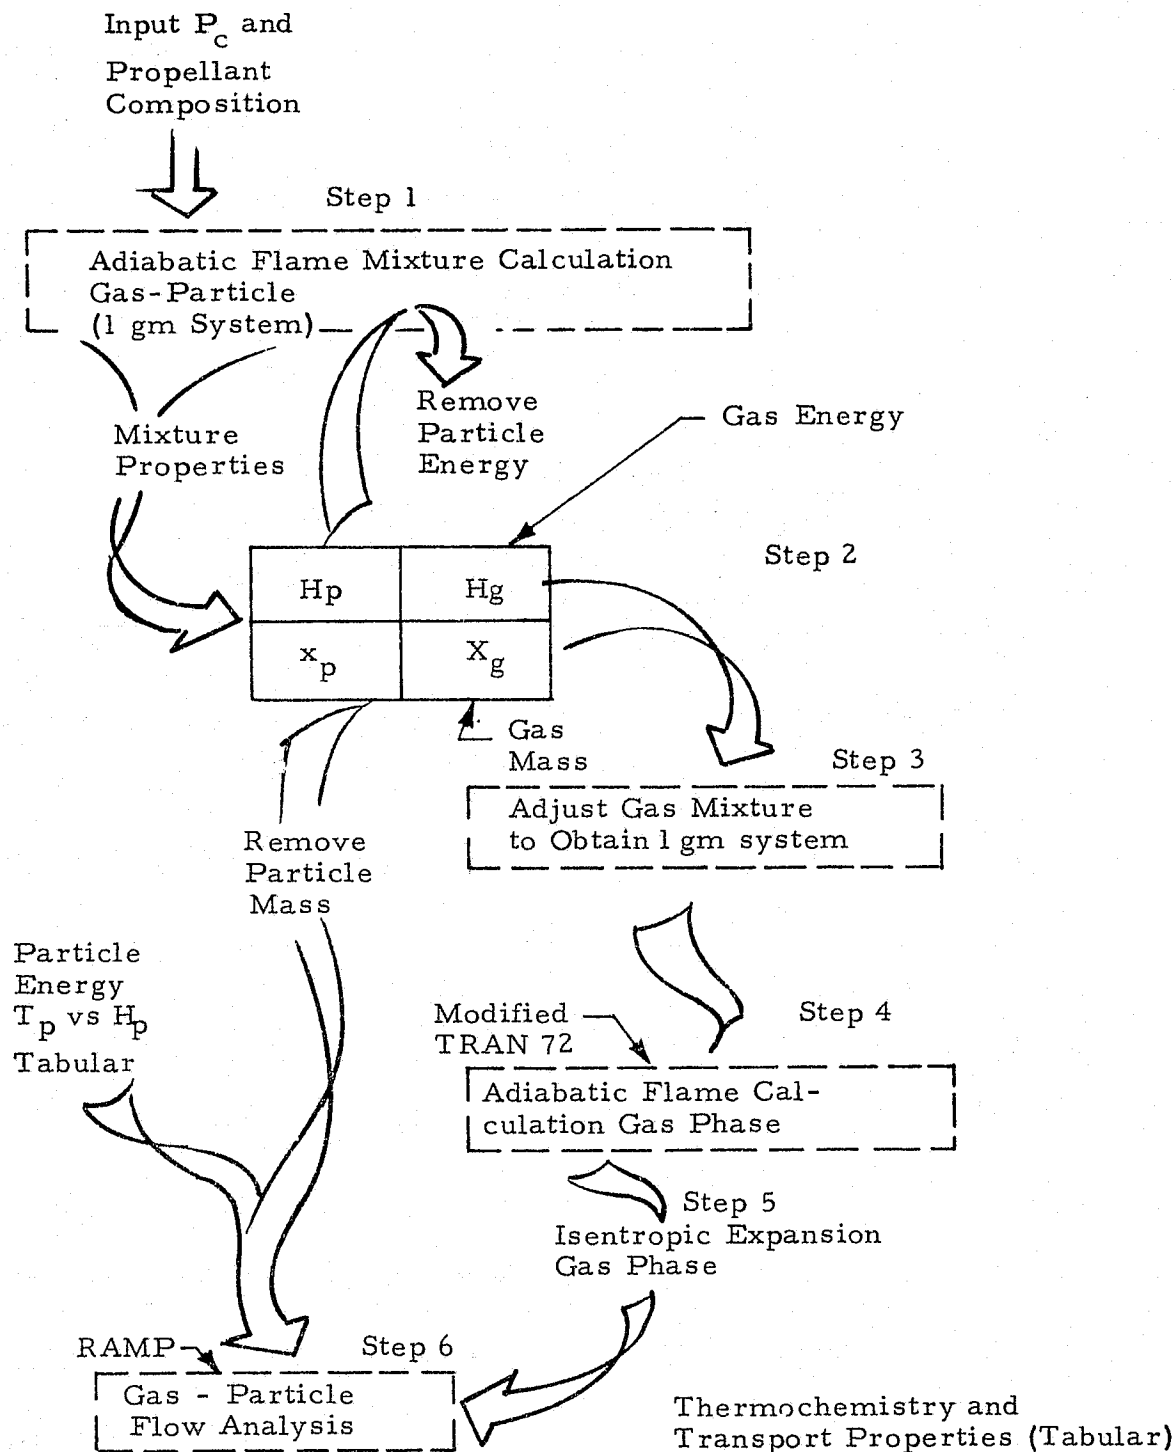 Input P_c and
Propellant
Composition
Step 1
Adiabatic Flame Mixture Calculation
Gas-Particle
(1 gm System)
Remove
Particle
Energy
Gas Energy
Mixture
Properties
Step 2
Hp
Hg
x_p
X_g
Gas
Mass
Step 3
Adjust Gas Mixture
to Obtain 1 gm system
Remove
Particle
Mass
Particle
Energy
T_p vs H_p
Tabular
Modified
TRAN 72
Step 4
Adiabatic Flame Cal-
culation Gas Phase
Step 5
Isentropic Expansion
Gas Phase
RAMP
Step 6
Gas - Particle
Flow Analysis
Thermochemistry and
Transport Properties (Tabular)